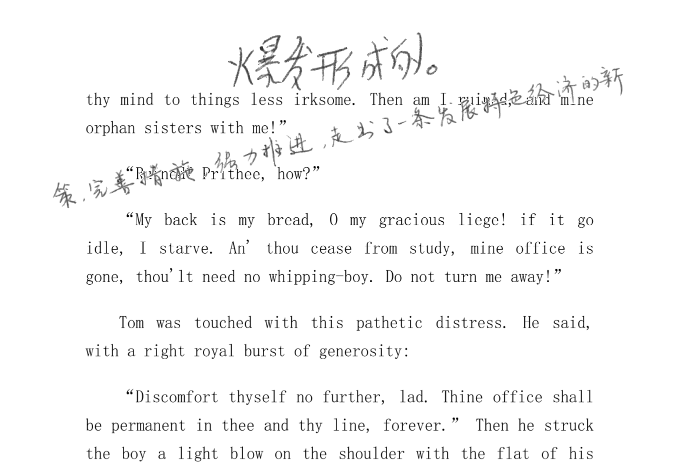 爆发形成的。
thy mind to things less irksome. Then am I ruined, and mine
orphan sisters with me!”
策,完善措施,强力推进,走出了一条发展特色经济的新
“Ruined? Prithee, how?”
“My back is my bread, O my gracious liege! if it go
idle, I starve. An' thou cease from study, mine office is
gone, thou'lt need no whipping-boy. Do not turn me away!”
Tom was touched with this pathetic distress. He said,
with a right royal burst of generosity:
“Discomfort thyself no further, lad. Thine office shall
be permanent in thee and thy line, forever.” Then he struck
the boy a light blow on the shoulder with the flat of his